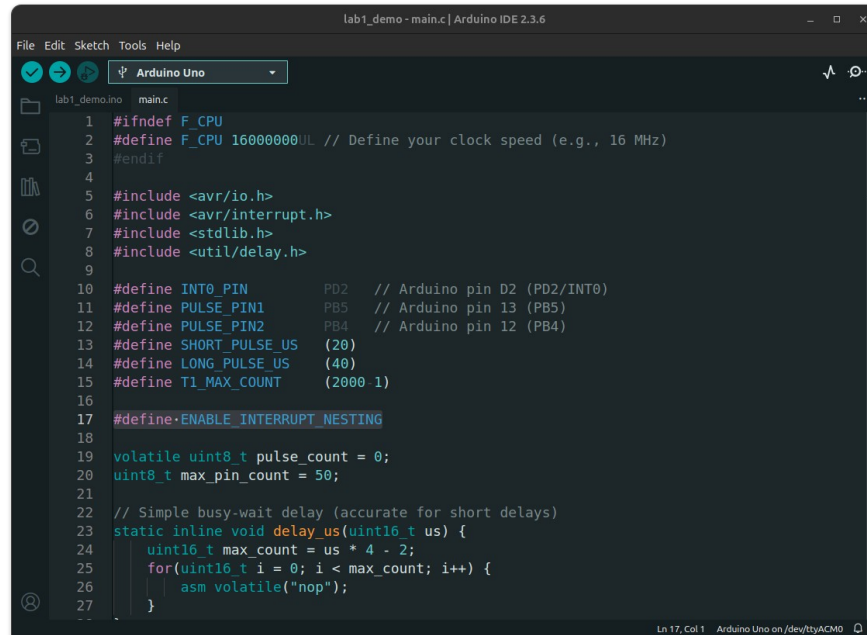 lab1_demo - main.c | Arduino IDE 2.3.6
File Edit Sketch Tools Help
Arduino Uno
lab1_demo.ino main.c
1 #ifndef F_CPU
2 #define F_CPU 16000000UL // Define your clock speed (e.g., 16 MHz)
3 #endif
4
5 #include <avr/io.h>
6 #include <avr/interrupt.h>
7 #include <stdlib.h>
8 #include <util/delay.h>
9
10 #define INT0_PIN PD2 // Arduino pin D2 (PD2/INT0)
11 #define PULSE_PIN1 PB5 // Arduino pin 13 (PB5)
12 #define PULSE_PIN2 PB4 // Arduino pin 12 (PB4)
13 #define SHORT_PULSE_US (20)
14 #define LONG_PULSE_US (40)
15 #define T1_MAX_COUNT (2000-1)
16
17 #define·ENABLE_INTERRUPT_NESTING
18
19 volatile uint8_t pulse_count = 0;
20 uint8_t max_pin_count = 50;
21
22 // Simple busy-wait delay (accurate for short delays)
23 static inline void delay_us(uint16_t us) {
24 uint16_t max_count = us * 4 - 2;
25 for(uint16_t i = 0; i < max_count; i++) {
26 asm volatile("nop");
27 }
Ln 17, Col 1 Arduino Uno on /dev/ttyACM0